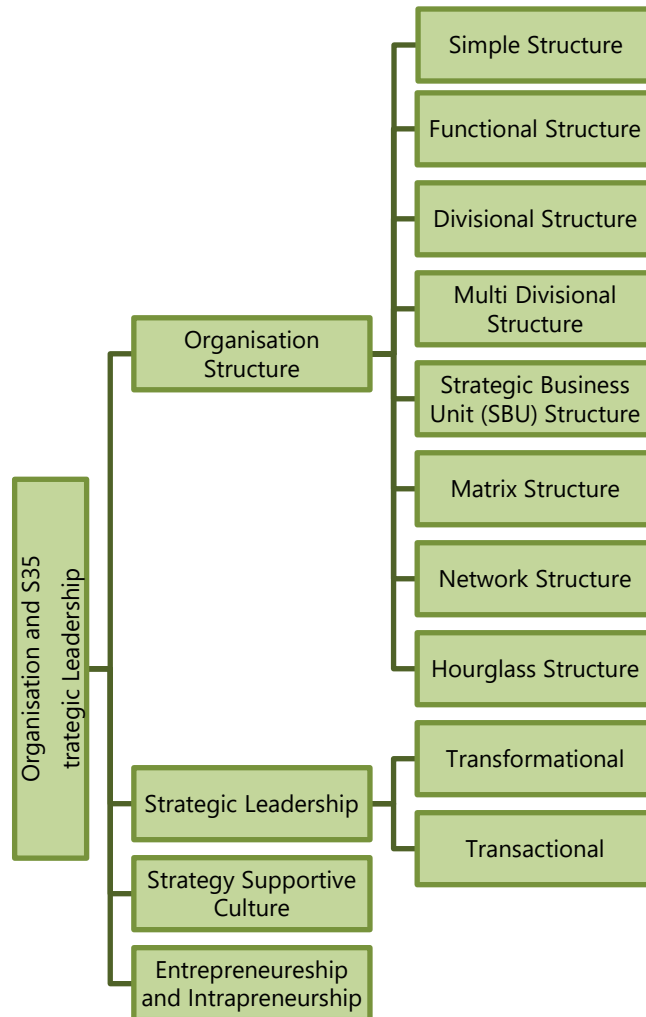 Organisation and S35
trategic Leadership
Organisation
Structure
Simple Structure
Functional Structure
Divisional Structure
Multi Divisional
Structure
Strategic Business
Unit (SBU) Structure
Matrix Structure
Network Structure
Hourglass Structure
Strategic Leadership
Transformational
Transactional
Strategy Supportive
Culture
Entrepreneureship
and Intrapreneurship